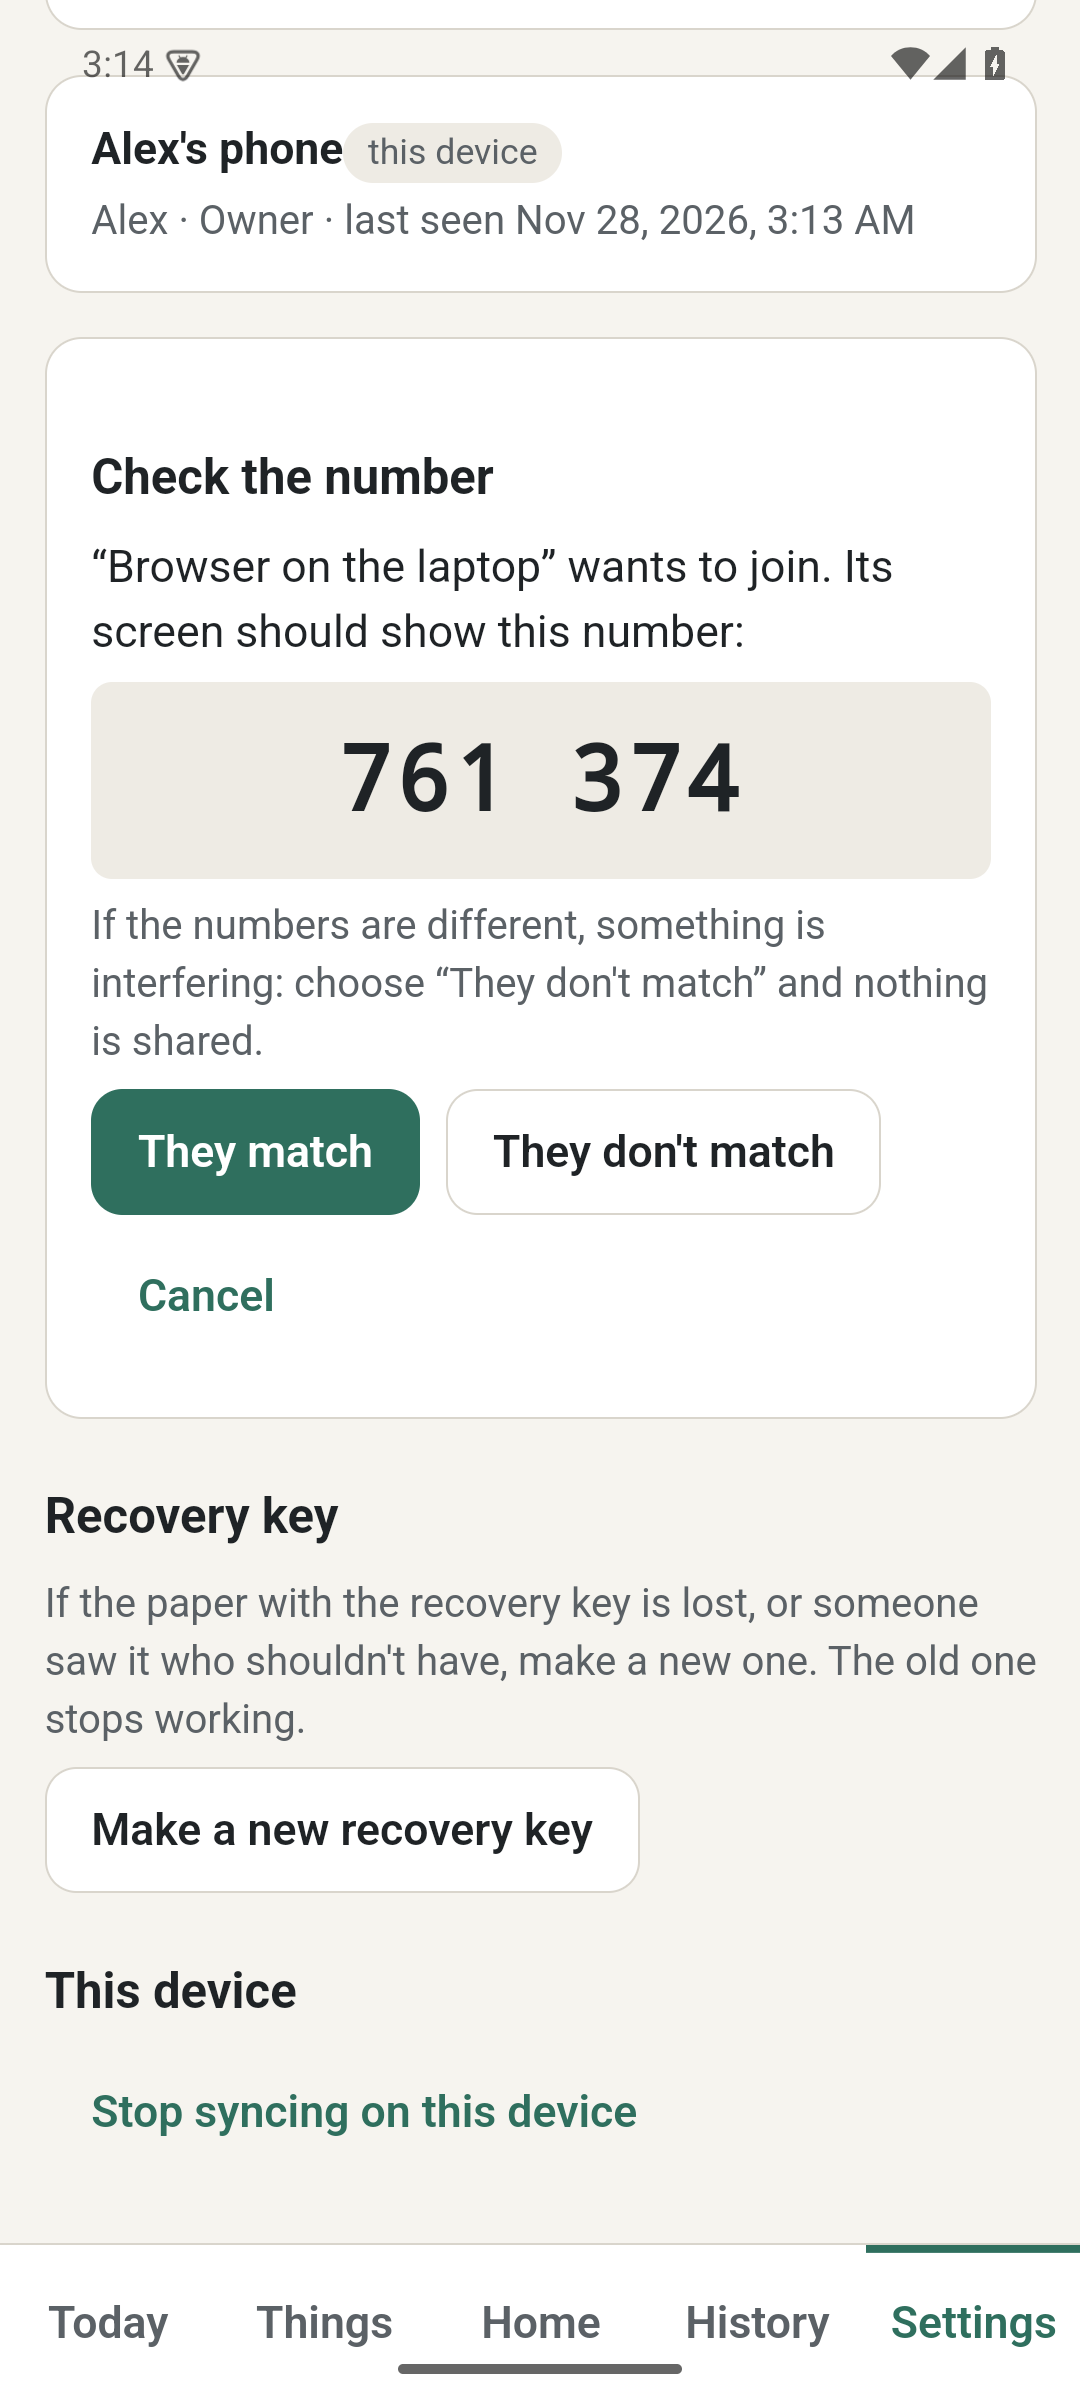 3:14
Alex's phone this device
Alex · Owner · last seen Nov 28, 2026, 3:13 AM
Check the number
“Browser on the laptop” wants to join. Its
screen should show this number:
761 374
If the numbers are different, something is
interfering: choose “They don't match” and nothing
is shared.
They match They don't match
Cancel
Recovery key
If the paper with the recovery key is lost, or someone
saw it who shouldn't have, make a new one. The old one
stops working.
Make a new recovery key
This device
Stop syncing on this device
Today Things Home History Settings